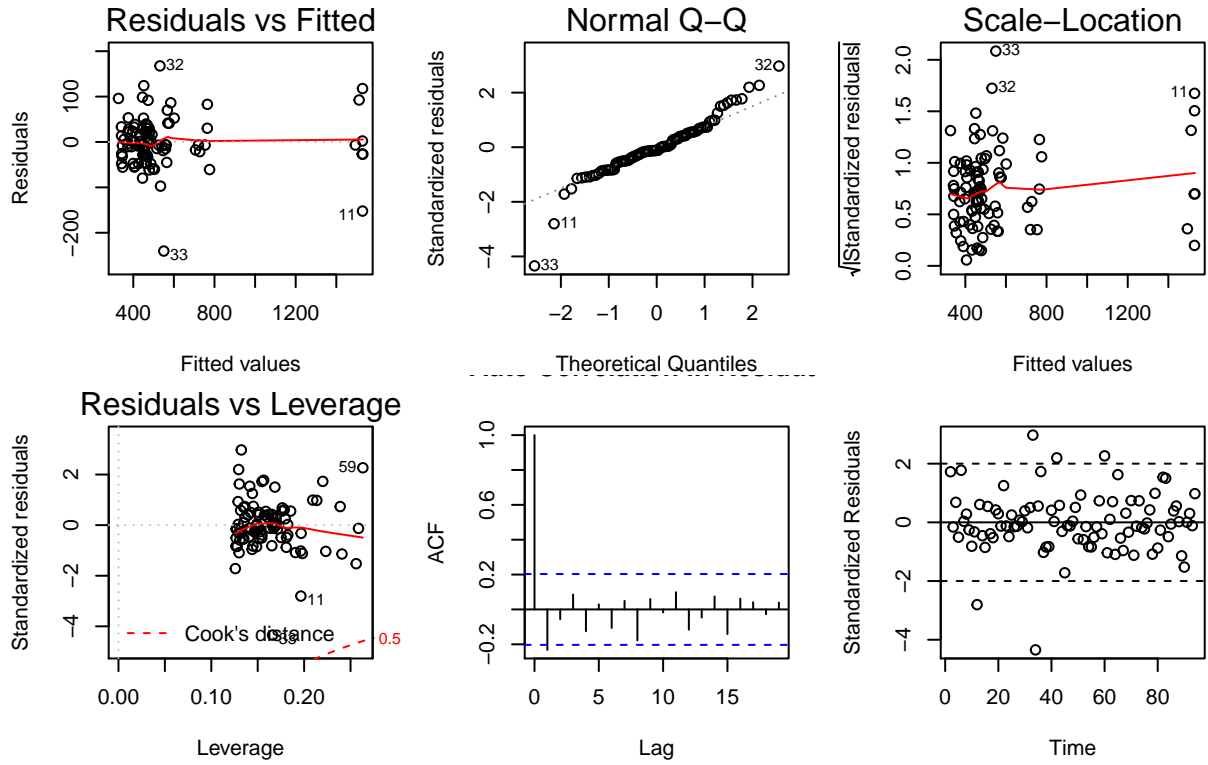 Residuals vs Fitted
Residuals
100
0
−200
32
11
33
400 800 1200
Fitted values
Normal Q−Q
Standardized residuals
2
0
−2
−4
32
11
33
−2 −1 0 1 2
Theoretical Quantiles
Scale−Location
√|Standardized residuals|
2.0
1.5
1.0
0.5
0.0
33
32
11
400 800 1200
Fitted values
Residuals vs Leverage
Standardized residuals
2
0
−2
−4
59
11
Cook's distance
0.5
0.00 0.10 0.20
Leverage
ACF
1.0
0.6
0.2
−0.2
0 5 10 15
Lag
Standardized Residuals
2
0
−2
−4
0 20 40 60 80
Time